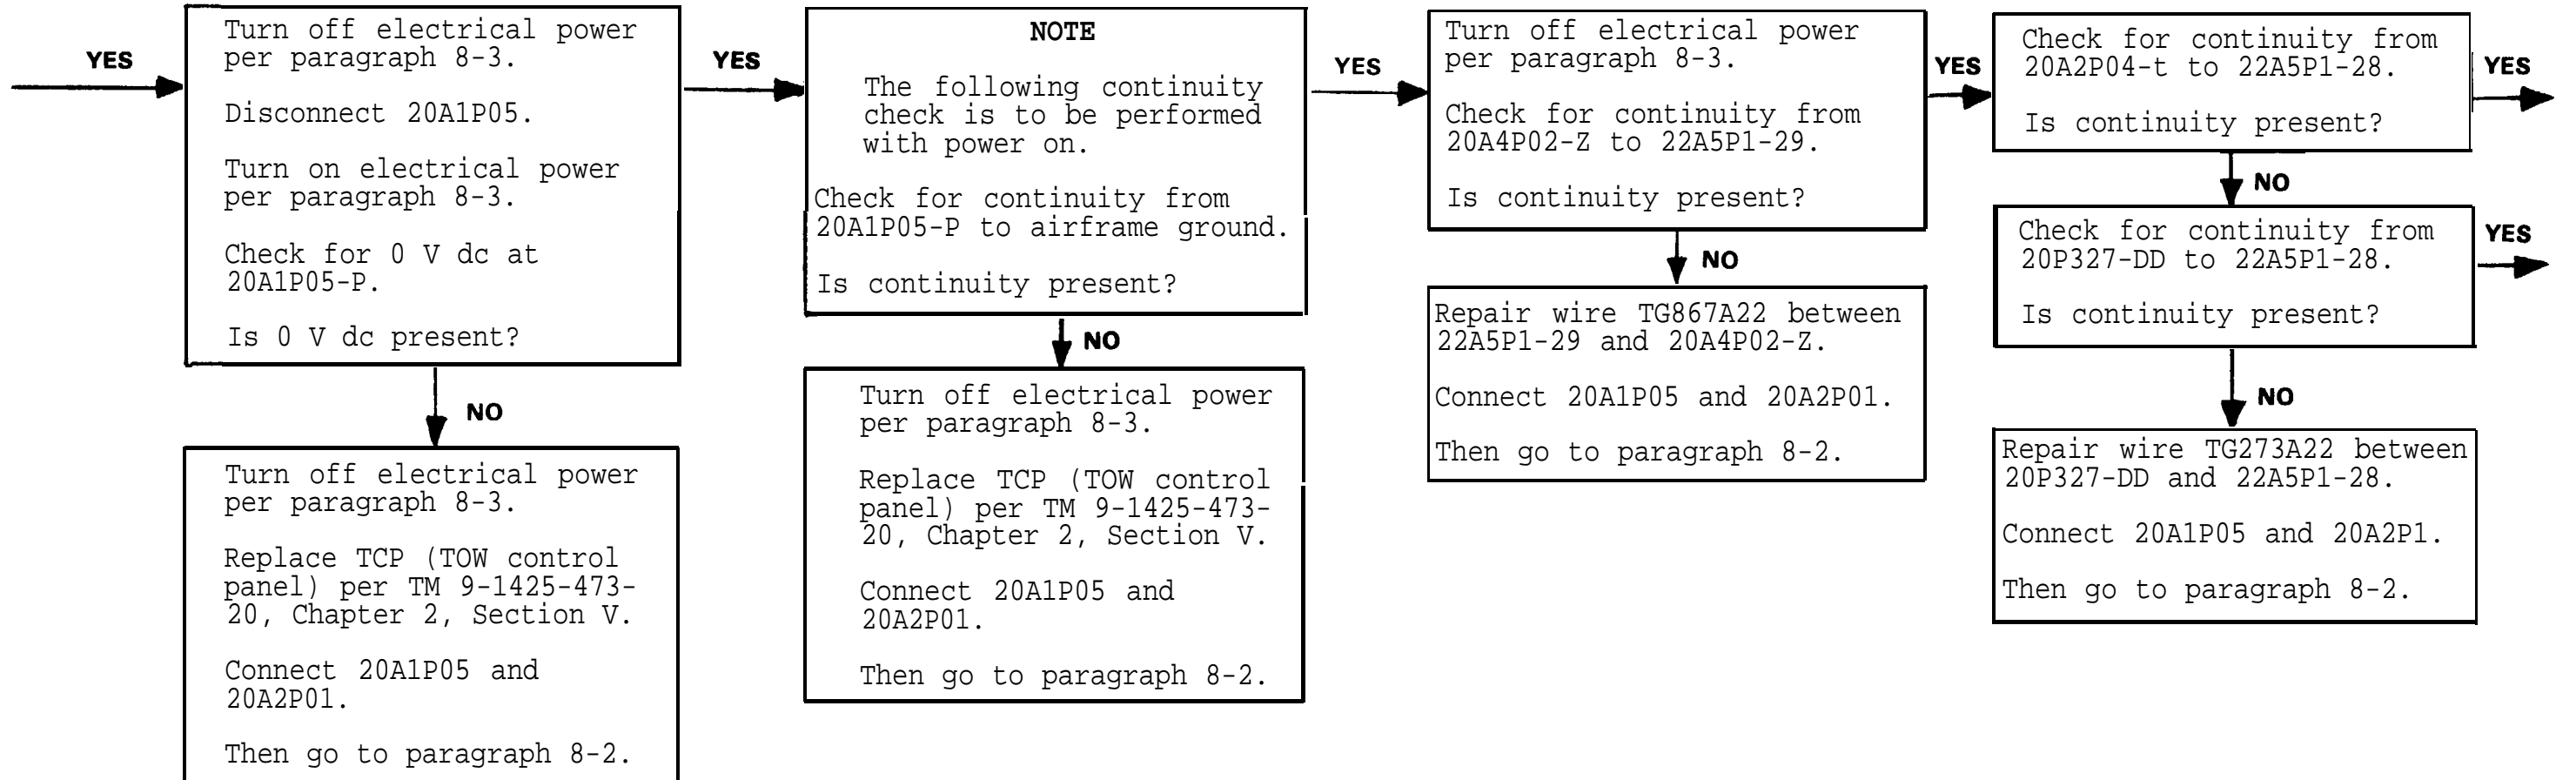 YES
Turn off electrical power
per paragraph 8-3.
Disconnect 20A1P05.
Turn on electrical power
per paragraph 8-3.
Check for 0 V dc at
20A1P05-P.
Is 0 V dc present?
NO
Turn off electrical power
per paragraph 8-3.
Replace TCP (TOW control
panel) per TM 9-1425-473-
20, Chapter 2, Section V.
Connect 20A1P05 and
20A2P01.
Then go to paragraph 8-2.
YES
NOTE
The following continuity
check is to be performed
with power on.
Check for continuity from
20A1P05-P to airframe ground.
Is continuity present?
NO
Turn off electrical power
per paragraph 8-3.
Replace TCP (TOW control
panel) per TM 9-1425-473-
20, Chapter 2, Section V.
Connect 20A1P05 and
20A2P01.
Then go to paragraph 8-2.
YES
Turn off electrical power
per paragraph 8-3.
Check for continuity from
20A4P02-Z to 22A5P1-29.
Is continuity present?
NO
Repair wire TG867A22 between
22A5P1-29 and 20A4P02-Z.
Connect 20A1P05 and 20A2P01.
Then go to paragraph 8-2.
YES
Check for continuity from
20A2P04-t to 22A5P1-28.
Is continuity present?
YES
NO
Check for continuity from
20P327-DD to 22A5P1-28.
Is continuity present?
YES
NO
Repair wire TG273A22 between
20P327-DD and 22A5P1-28.
Connect 20A1P05 and 20A2P1.
Then go to paragraph 8-2.